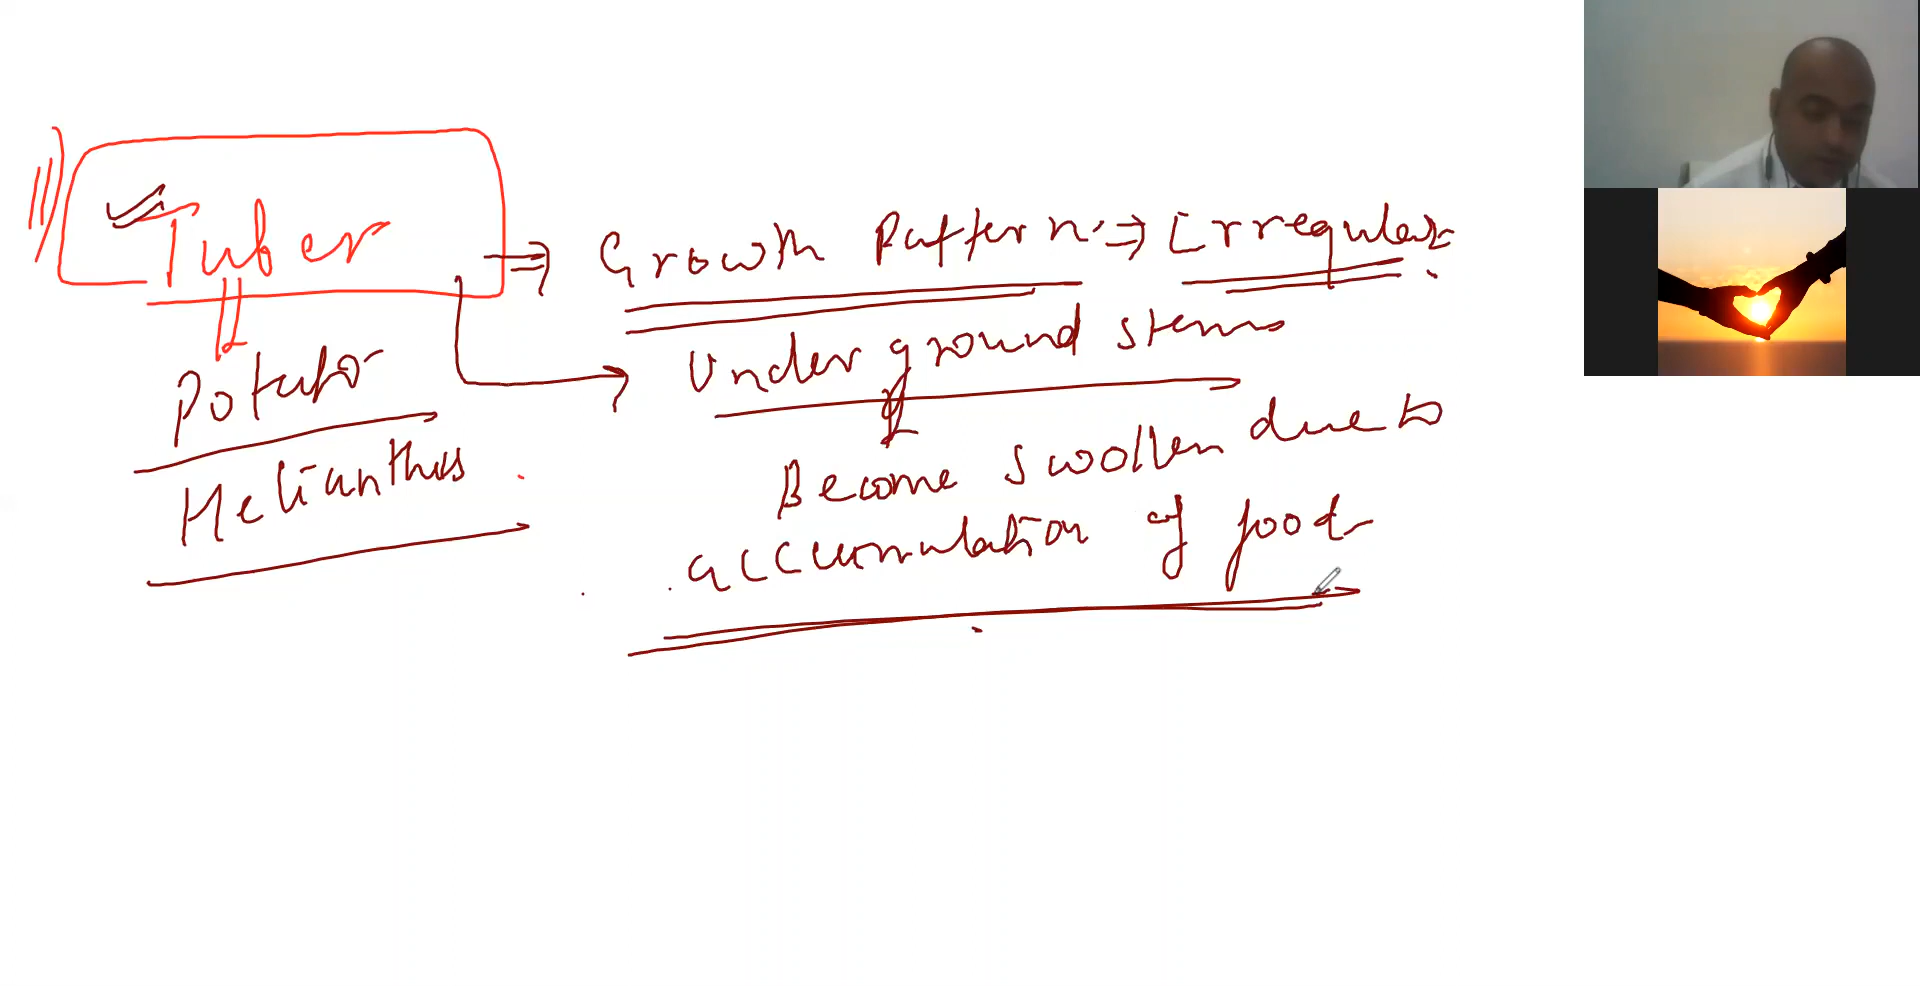 Tuber ⇒ Growth Pattern ⇒ Irregular.
Underground stems
Potato
Become swollen due to
Helianthus
accumulation of food